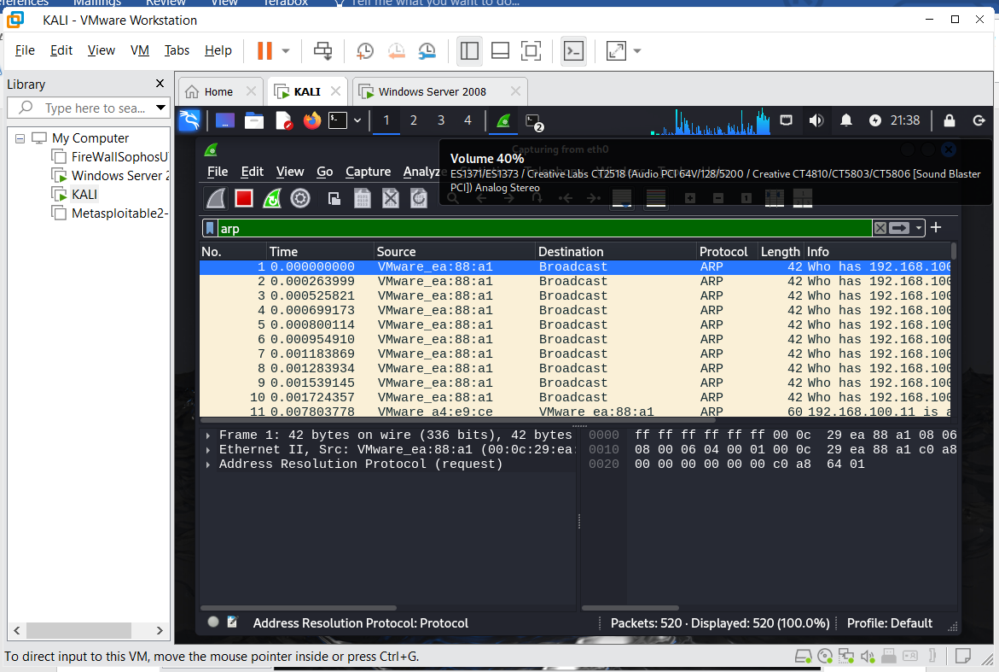 References Mailings Review View Terabox Tell me what you want to do...
KALI - VMware Workstation
File Edit View VM Tabs Help
Library
Type here to sea...
My Computer
FireWallSophosU
Windows Server 2
KALI
Metasploitable2-
Home KALI Windows Server 2008
1 2 3 4 2 21:38
Capturing from eth0
File Edit View Go Capture Analyze
Volume 40%
ES1371/ES1373 / Creative Labs CT2518 (Audio PCI 64V/128/5200 / Creative CT4810/CT5803/CT5806 [Sound Blaster
PCI]) Analog Stereo
arp
No. Time Source Destination Protocol Length Info
1 0.000000000 VMware_ea:88:a1 Broadcast ARP 42 Who has 192.168.100
2 0.000263999 VMware_ea:88:a1 Broadcast ARP 42 Who has 192.168.100
3 0.000525821 VMware_ea:88:a1 Broadcast ARP 42 Who has 192.168.100
4 0.000699173 VMware_ea:88:a1 Broadcast ARP 42 Who has 192.168.100
5 0.000800114 VMware_ea:88:a1 Broadcast ARP 42 Who has 192.168.100
6 0.000954910 VMware_ea:88:a1 Broadcast ARP 42 Who has 192.168.100
7 0.001183869 VMware_ea:88:a1 Broadcast ARP 42 Who has 192.168.100
8 0.001283934 VMware_ea:88:a1 Broadcast ARP 42 Who has 192.168.100
9 0.001539145 VMware_ea:88:a1 Broadcast ARP 42 Who has 192.168.100
10 0.001724357 VMware_ea:88:a1 Broadcast ARP 42 Who has 192.168.100
11 0.007803778 VMware_a4:e9:ce VMware_ea:88:a1 ARP 60 192.168.100.11 is a
Frame 1: 42 bytes on wire (336 bits), 42 bytes
Ethernet II, Src: VMware_ea:88:a1 (00:0c:29:ea:
Address Resolution Protocol (request)
0000 ff ff ff ff ff ff 00 0c 29 ea 88 a1 08 06
0010 08 00 06 04 00 01 00 0c 29 ea 88 a1 c0 a8
0020 00 00 00 00 00 00 c0 a8 64 01
Address Resolution Protocol: Protocol
Packets: 520 · Displayed: 520 (100.0%)
Profile: Default
To direct input to this VM, move the mouse pointer inside or press Ctrl+G.